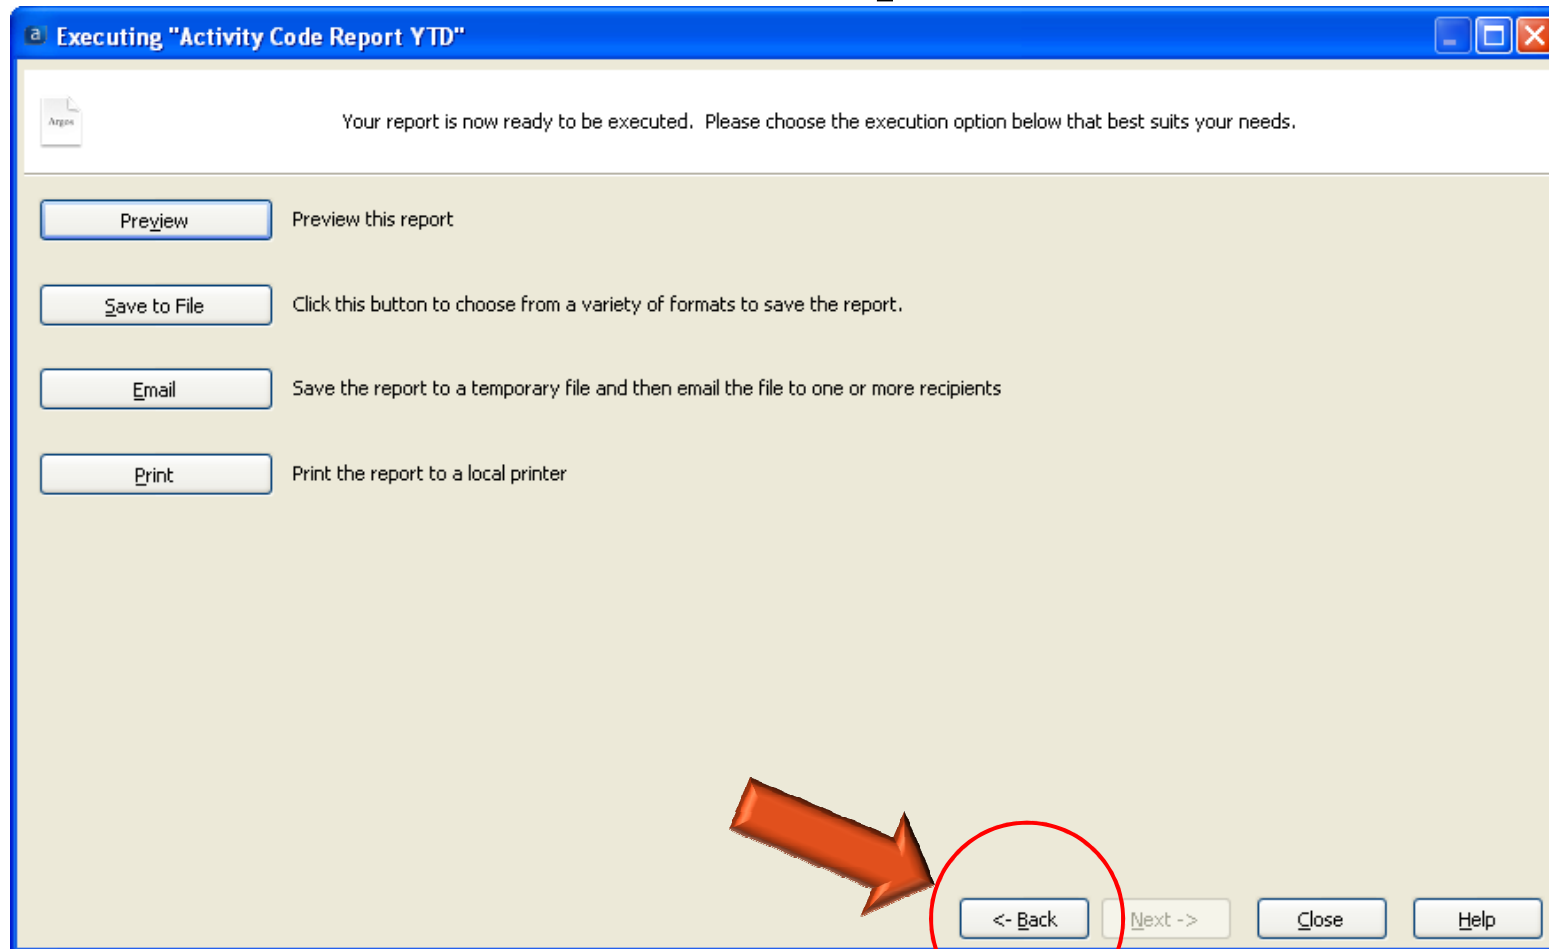 a Executing "Activity Code Report YTD"
Argos
Your report is now ready to be executed.  Please choose the execution option below that best suits your needs.
Preview Preview this report
Save to File Click this button to choose from a variety of formats to save the report.
Email Save the report to a temporary file and then email the file to one or more recipients
Print Print the report to a local printer
<- Back Next -> Close Help